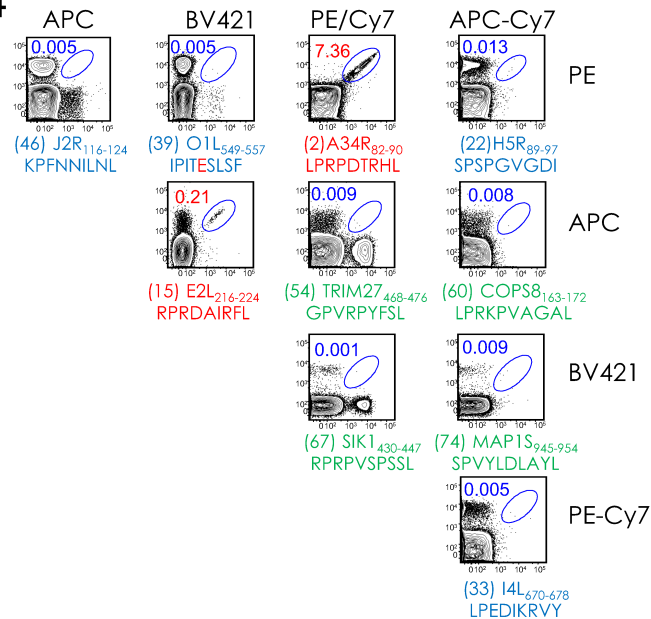 APC BV421 PE/Cy7 APC-Cy7
0.005 0.005 7.36 0.013 PE
(46) J2R116-124 (39) O1L549-557 (2)A34R82-90 (22)H5R89-97
KPFNNILNL IPITESLSF LPRPDTRHL SPSPGVGDI
0.21 0.009 0.008 APC
(15) E2L216-224 (54) TRIM27468-476 (60) COPS8163-172
RPRDAIRFL GPVRPYFSL LPRKPVAGAL
0.001 0.009 BV421
(67) SIK1430-447 (74) MAP1S945-954
RPRPVSPSSL SPVYLDLAYL
0.005 PE-Cy7
(33) I4L670-678
LPEDIKRVY